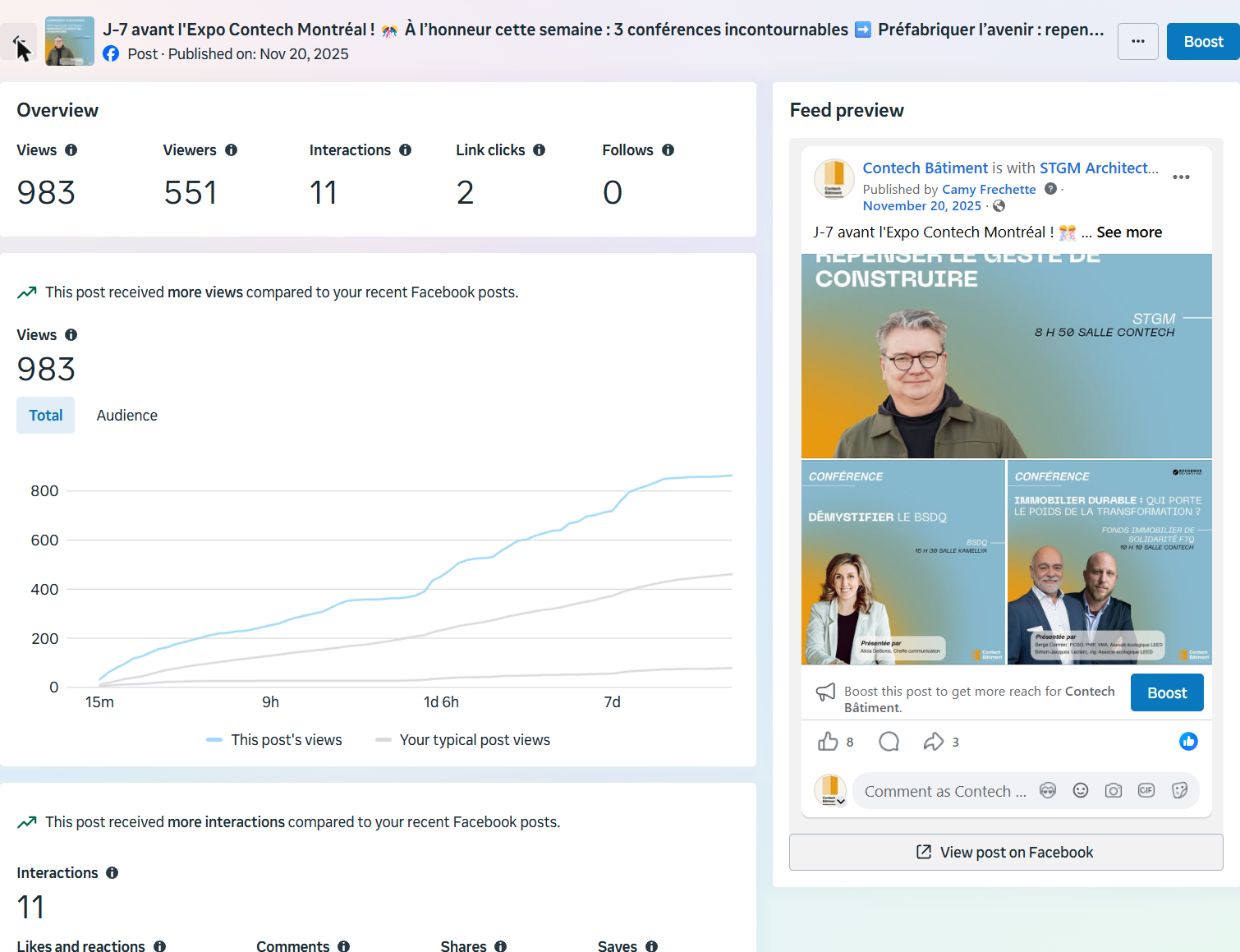 J-7 avant l'Expo Contech Montréal ! 🎊 À l’honneur cette semaine : 3 conférences incontournables ➡️ Préfabriquer l’avenir : repen...
Post · Published on: Nov 20, 2025
Boost
Overview
Views
Viewers
Interactions
Link clicks
Follows
983
551
11
2
0
This post received more views compared to your recent Facebook posts.
Views
983
Total
Audience
800
600
400
200
0
15m
9h
1d 6h
7d
This post's views
Your typical post views
This post received more interactions compared to your recent Facebook posts.
Interactions
11
Likes and reactions
Comments
Shares
Saves
Feed preview
Contech Bâtiment is with STGM Architect...
Published by Camy Frechette ·
November 20, 2025 ·
J-7 avant l'Expo Contech Montréal ! 🎊 ... See more
REPENSER LE GESTE DE
CONSTRUIRE
STGM
8 H 50 SALLE CONTECH
CONFÉRENCE
DÉMYSTIFIER LE BSDQ
BSDQ
15 H 30 SALLE KAMELLYA
Présentée par
Contech
Bâtiment
CONFÉRENCE
IMMOBILIER DURABLE : QUI PORTE
LE POIDS DE LA TRANSFORMATION ?
FONDS IMMOBILIER DE
SOLIDARITÉ FTQ
10 H 10 SALLE CONTECH
Présentée par
Contech
Bâtiment
Boost this post to get more reach for Contech
Bâtiment.
Boost
8
3
Comment as Contech ...
GIF
View post on Facebook